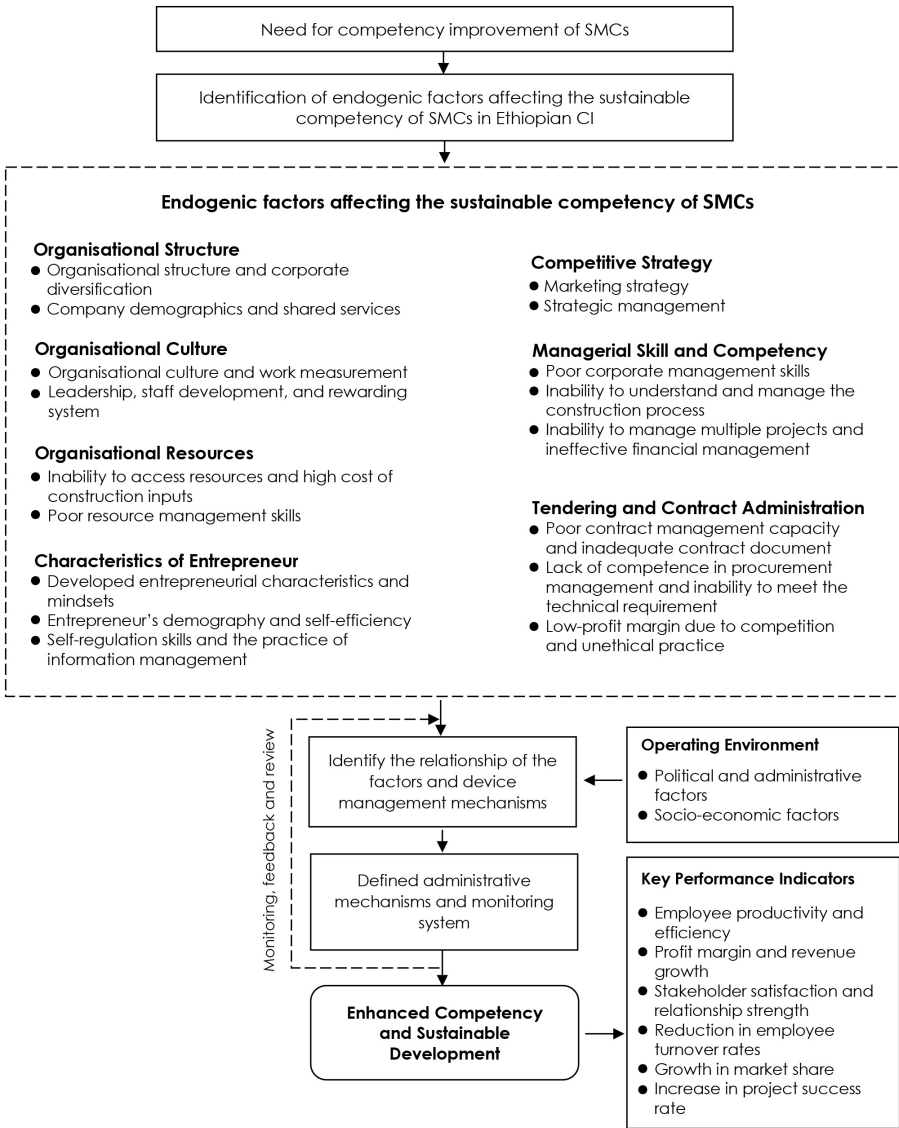 Need for competency improvement of SMCs
Identification of endogenic factors affecting the sustainable
competency of SMCs in Ethiopian CI
Endogenic factors affecting the sustainable competency of SMCs
Organisational Structure
● Organisational structure and corporate
diversification
● Company demographics and shared services
Organisational Culture
● Organisational culture and work measurement
● Leadership, staff development, and rewarding
system
Organisational Resources
● Inability to access resources and high cost of
construction inputs
● Poor resource management skills
Characteristics of Entrepreneur
● Developed entrepreneurial characteristics and
mindsets
● Entrepreneur's demography and self-efficiency
● Self-regulation skills and the practice of
information management
Competitive Strategy
● Marketing strategy
● Strategic management
Managerial Skill and Competency
● Poor corporate management skills
● Inability to understand and manage the
construction process
● Inability to manage multiple projects and
ineffective financial management
Tendering and Contract Administration
● Poor contract management capacity
and inadequate contract document
● Lack of competence in procurement
management and inability to meet the
technical requirement
● Low-profit margin due to competition
and unethical practice
Monitoring, feedback and review
Identify the relationship of the
factors and device
management mechanisms
Operating Environment
● Political and administrative
factors
● Socio-economic factors
Defined administrative
mechanisms and monitoring
system
Enhanced Competency
and Sustainable
Development
Key Performance Indicators
● Employee productivity and
efficiency
● Profit margin and revenue
growth
● Stakeholder satisfaction and
relationship strength
● Reduction in employee
turnover rates
● Growth in market share
● Increase in project success
rate